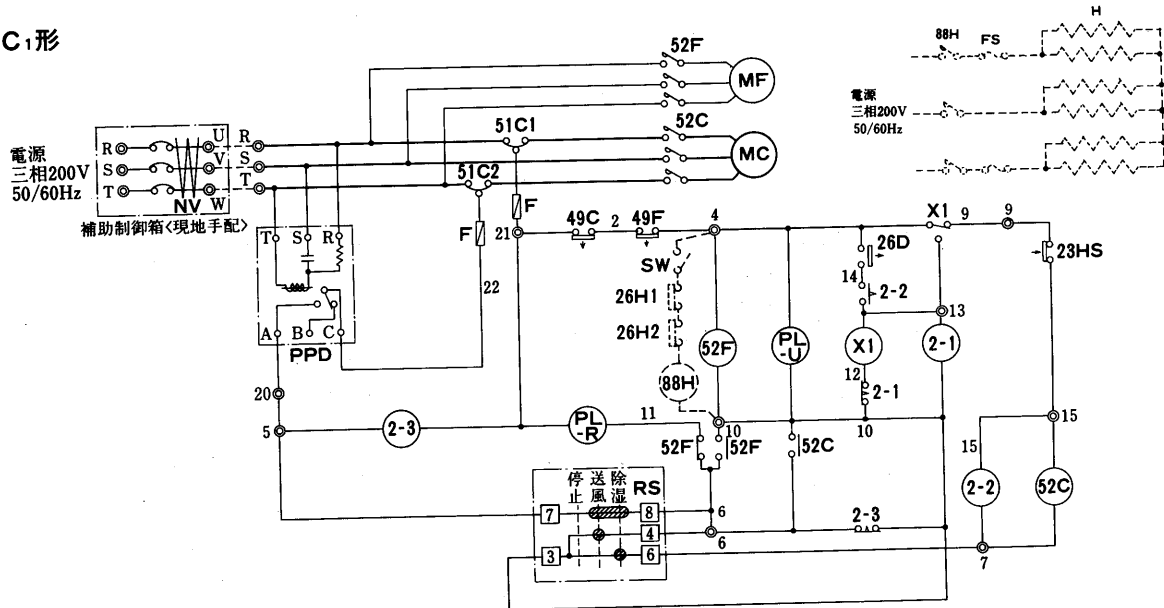 C₁形
電源
三相200V
50/60Hz
R
S
T
NV
U
V
W
R
S
T
補助制御箱〈現地手配〉
52F
MF
51C1
52C
MC
51C2
88H
FS
H
電源
三相200V
50/60Hz
F
F
T
S
R
A
B
C
PPD
22
21
49C
2
49F
4
SW
26H1
26H2
88H
52F
PL
-U
26D
14
2-2
X1
12
2-1
X1
9
9
23HS
13
2-1
20
5
2-3
PL
-R
11
10
52F
52F
52C
10
15
15
2-2
52C
停止
送風
除湿
RS
7
8
6
4
6
3
6
2-3
7